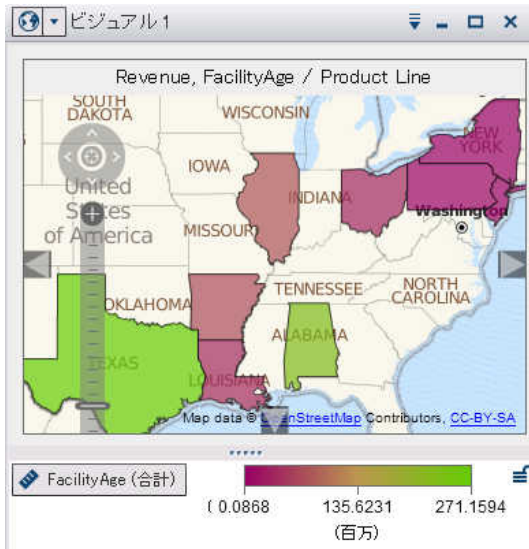 ビジュアル 1
Revenue, FacilityAge / Product Line
SOUTH
DAKOTA
WISCONSIN
NEW
YORK
IOWA
United
States
of America
INDIANA
MISSOURI
Washington
OKLAHOMA
TENNESSEE
NORTH
CAROLINA
ALABAMA
TEXAS
LOUISIANA
Map data © OpenStreetMap Contributors, CC-BY-SA
FacilityAge (合計)
( 0.0868 135.6231 271.1594
(百万)